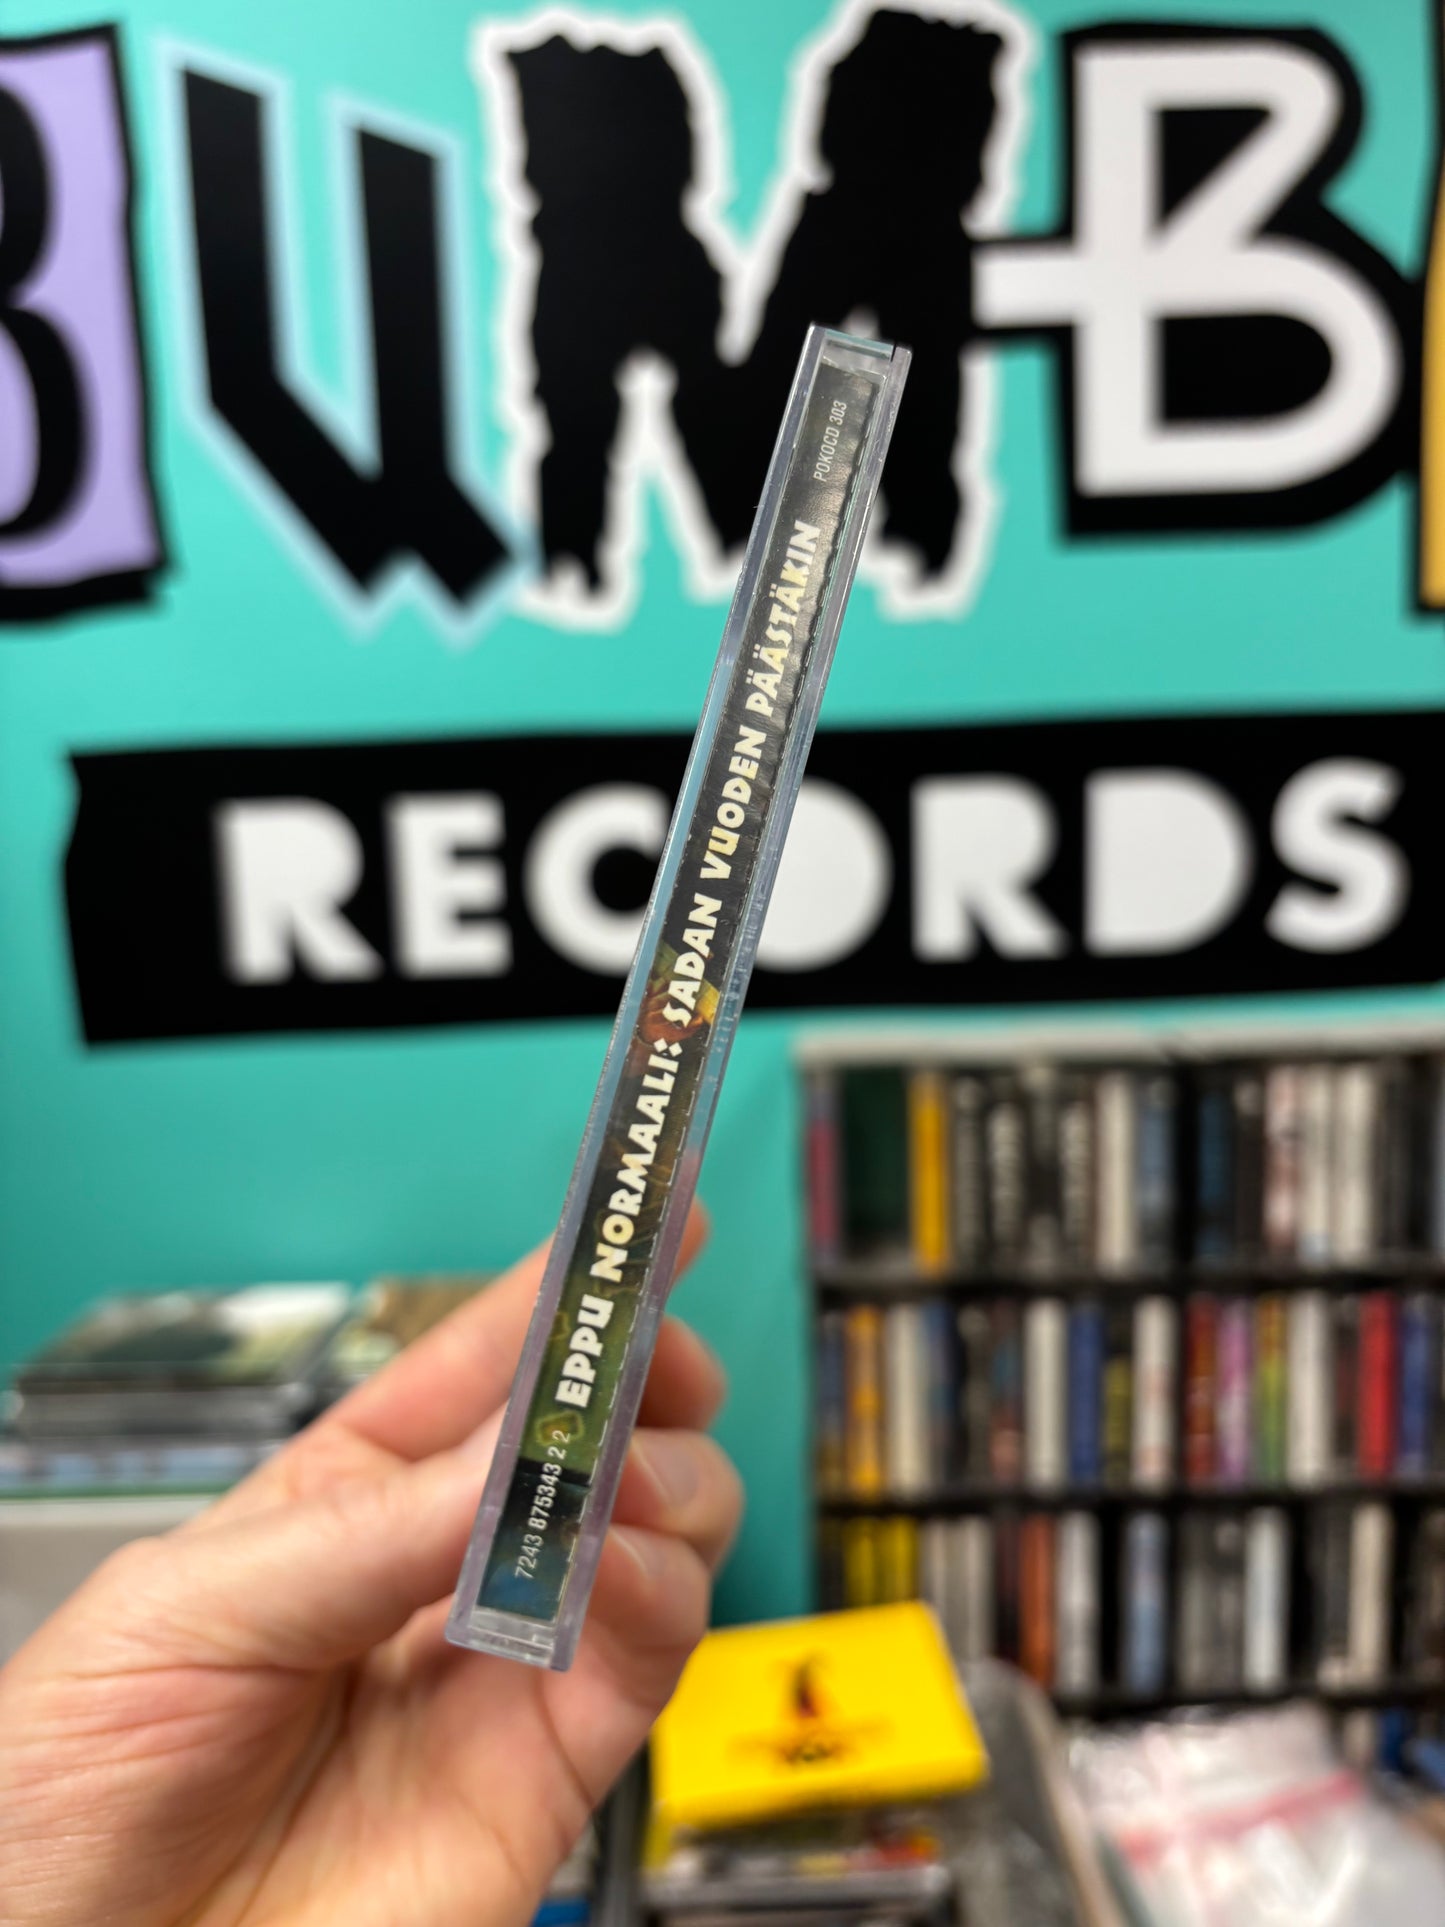 BUMB
RECORDS
7243 875343 2 2 EPPU NORMAALI: SADAN VUODEN PÄÄSTÄKIN POKOCD 303